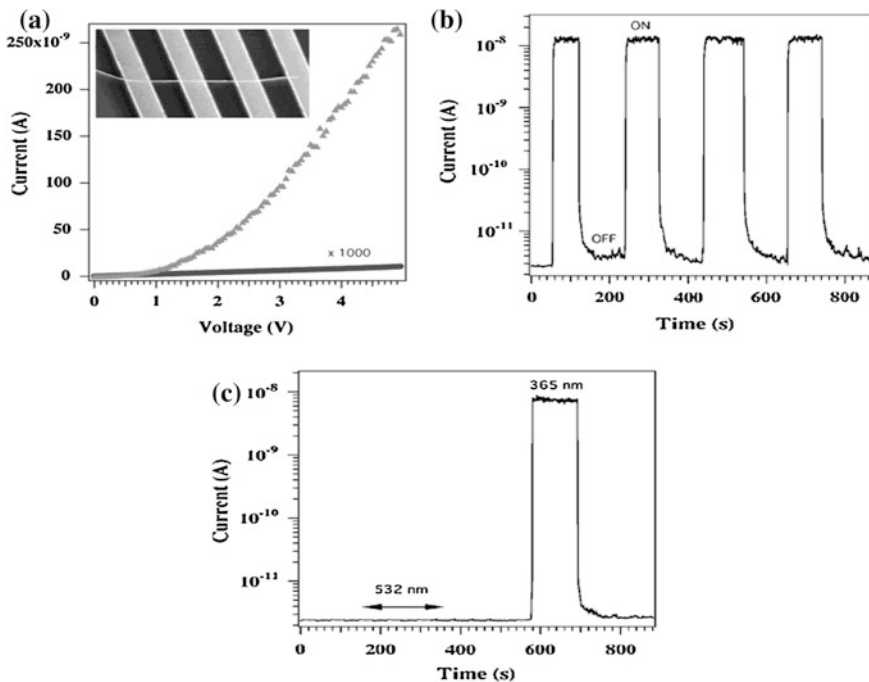 (a)
250x10⁻⁹
200
150
100
50
0
Current (A)
x 1000
0 1 2 3 4
Voltage (V)
(b)
ON
OFF
10⁻⁸
10⁻⁹
10⁻¹⁰
10⁻¹¹
Current (A)
0 200 400 600 800
Time (s)
(c)
365 nm
532 nm
10⁻⁸
10⁻⁹
10⁻¹⁰
10⁻¹¹
Current (A)
0 200 400 600 800
Time (s)